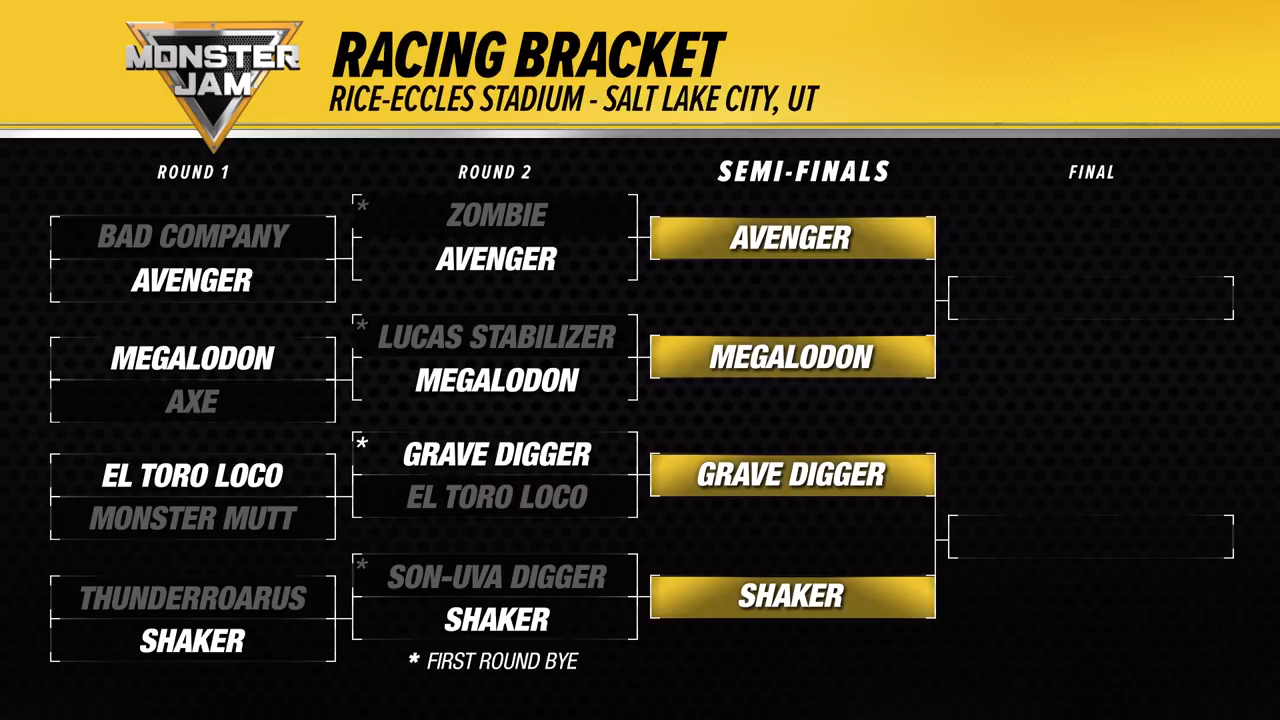 MONSTER
JAM
RACING BRACKET
RICE-ECCLES STADIUM - SALT LAKE CITY, UT
ROUND 1
BAD COMPANY
AVENGER
MEGALODON
AXE
EL TORO LOCO
MONSTER MUTT
THUNDERROARUS
SHAKER
ROUND 2
* ZOMBIE
AVENGER
* LUCAS STABILIZER
MEGALODON
* GRAVE DIGGER
EL TORO LOCO
* SON-UVA DIGGER
SHAKER
* FIRST ROUND BYE
SEMI-FINALS
AVENGER
MEGALODON
GRAVE DIGGER
SHAKER
FINAL